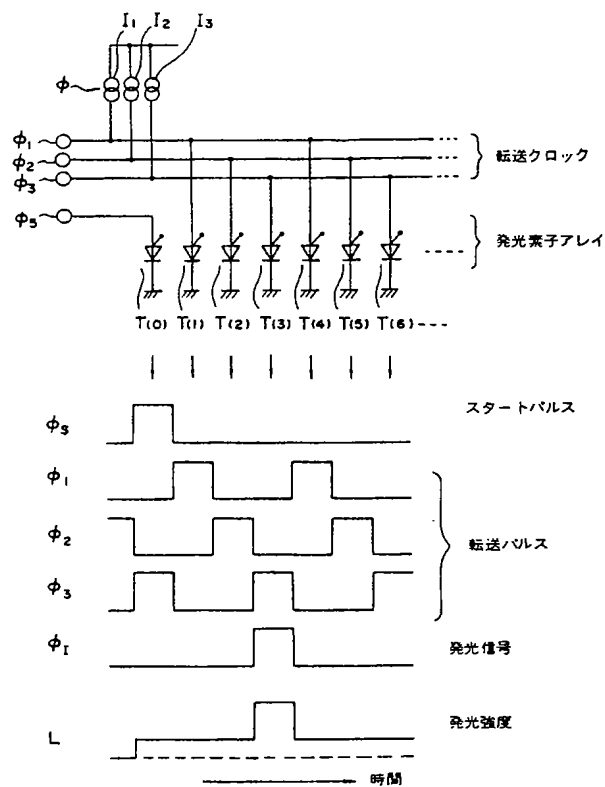 I1 I2 I3
φ
φ1
φ2
φ3
転送クロック
φS
発光素子アレイ
T(0) T(1) T(2) T(3) T(4) T(5) T(6)---
φS
スタートパルス
φ1
φ2
転送パルス
φ3
φI
発光信号
L
発光強度
時間